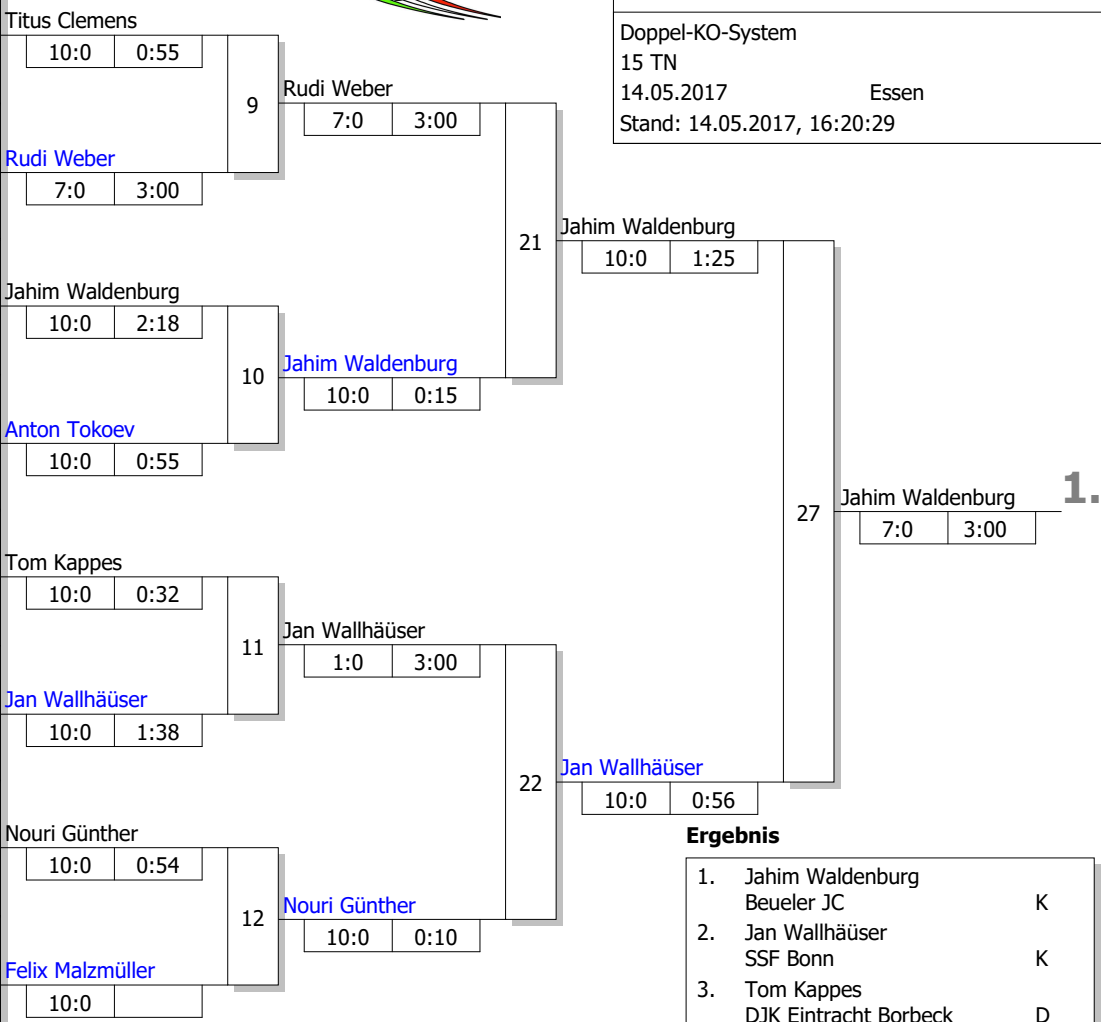 Doppel-KO-System
15 TN
14.05.2017 Essen
Stand: 14.05.2017, 16:20:29
Titus Clemens
10:0 0:55
9
Rudi Weber
7:0 3:00
Rudi Weber
7:0 3:00
21
Jahim Waldenburg
10:0 1:25
Jahim Waldenburg
10:0 2:18
10
Jahim Waldenburg
10:0 0:15
Anton Tokoev
10:0 0:55
27
Jahim Waldenburg 1.
7:0 3:00
Tom Kappes
10:0 0:32
11
Jan Wallhäuser
1:0 3:00
Jan Wallhäuser
10:0 1:38
22
Jan Wallhäuser
10:0 0:56
Nouri Günther
10:0 0:54
12
Nouri Günther
10:0 0:10
Felix Malzmüller
10:0
Ergebnis
1. Jahim Waldenburg
Beueler JC K
2. Jan Wallhäuser
SSF Bonn K
3. Tom Kappes
DJK Eintracht Borbeck D